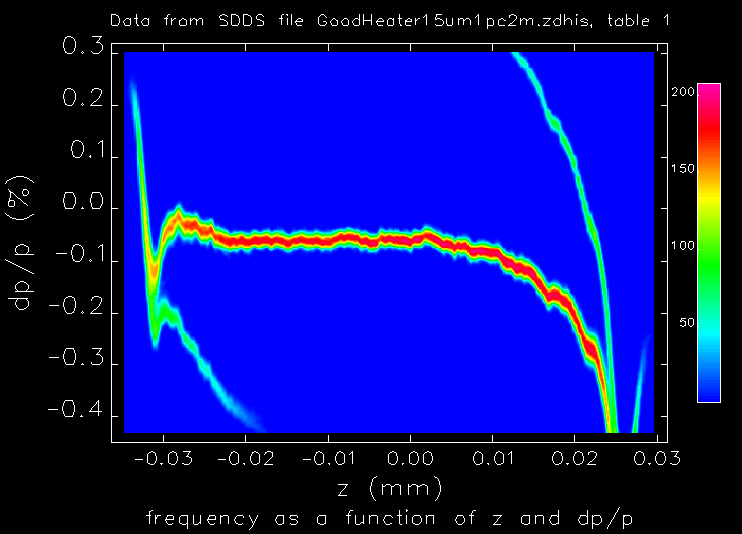 Data from SDDS file GoodHeater15um1pc2m.zdhis, table 1
0.3
0.2
0.1
0.0
-0.1
-0.2
-0.3
-0.4
dp/p (%)
200
150
100
50
-0.03 -0.02 -0.01 0.00 0.01 0.02 0.03
z (mm)
frequency as a function of z and dp/p